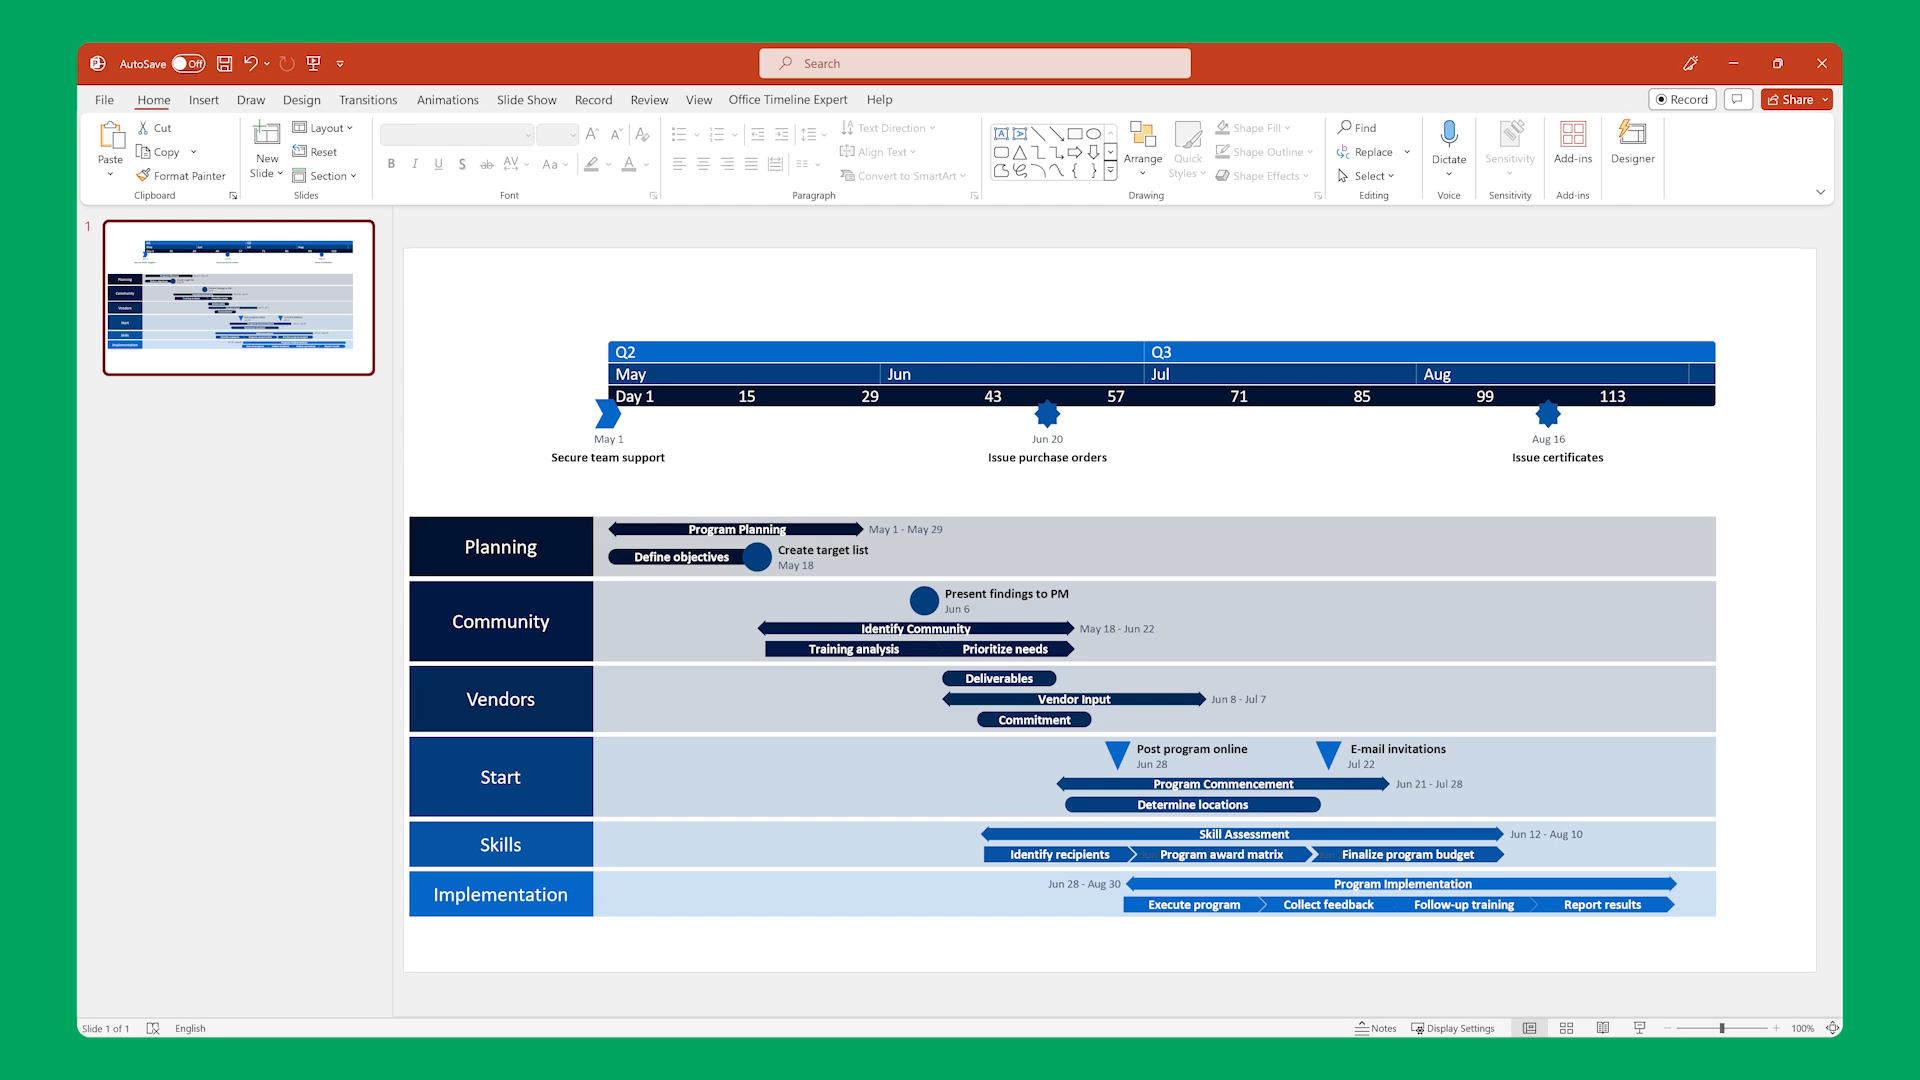 AutoSave Off
Search
File Home Insert Draw Design Transitions Animations Slide Show Record Review View Office Timeline Expert Help
Record Share
Paste
Cut
Copy
Format Painter
Clipboard
New Slide
Layout
Reset
Section
Slides
B I U S ab AV Aa A
Font
Text Direction
Align Text
Convert to SmartArt
Paragraph
Arrange
Quick Styles
Shape Fill
Shape Outline
Shape Effects
Drawing
Find
Replace
Select
Editing
Dictate
Voice
Sensitivity
Sensitivity
Add-ins
Add-ins
Designer
1
Q2 Q3
May Jun Jul Aug
Day 1 15 29 43 57 71 85 99 113
May 1
Secure team support
Jun 20
Issue purchase orders
Aug 16
Issue certificates
Planning
Program Planning May 1 - May 29
Define objectives
Create target list
May 18
Community
Present findings to PM
Jun 6
Identify Community May 18 - Jun 22
Training analysis Prioritize needs
Vendors
Deliverables
Vendor Input Jun 8 - Jul 7
Commitment
Start
Post program online
Jun 28
E-mail invitations
Jul 22
Program Commencement Jun 21 - Jul 28
Determine locations
Skills
Skill Assessment Jun 12 - Aug 10
Identify recipients Program award matrix Finalize program budget
Implementation
Jun 28 - Aug 30 Program Implementation
Execute program Collect feedback Follow-up training Report results
Slide 1 of 1 English Notes Display Settings 100%